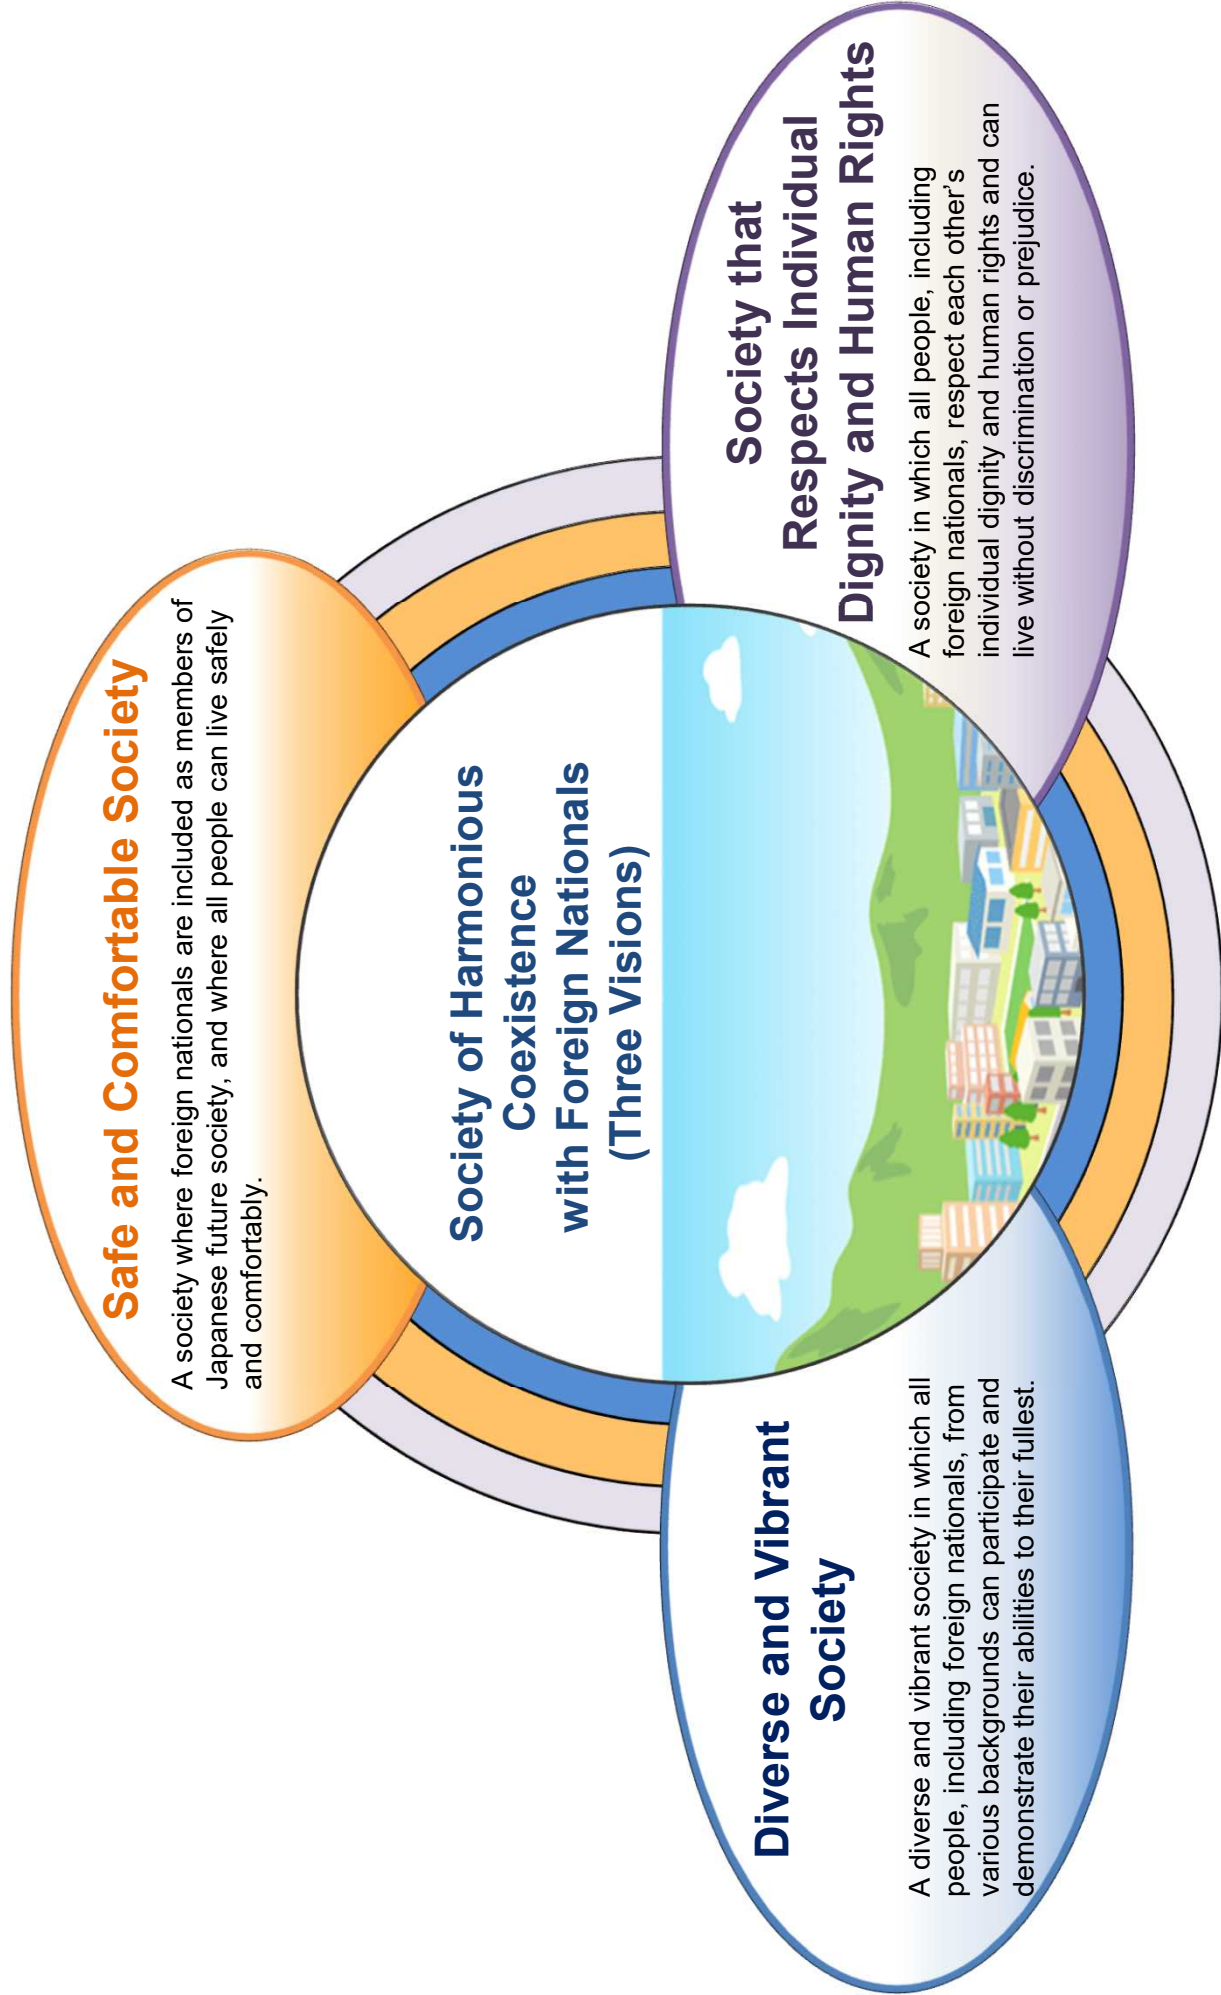 Safe and Comfortable Society
A society where foreign nationals are included as members of
Japanese future society, and where all people can live safely
and comfortably.
Society of Harmonious
Coexistence
with Foreign Nationals
(Three Visions)
Diverse and Vibrant
Society
A diverse and vibrant society in which all
people, including foreign nationals, from
various backgrounds can participate and
demonstrate their abilities to their fullest.
Society that
Respects Individual
Dignity and Human Rights
A society in which all people, including
foreign nationals, respect each other’s
individual dignity and human rights and can
live without discrimination or prejudice.